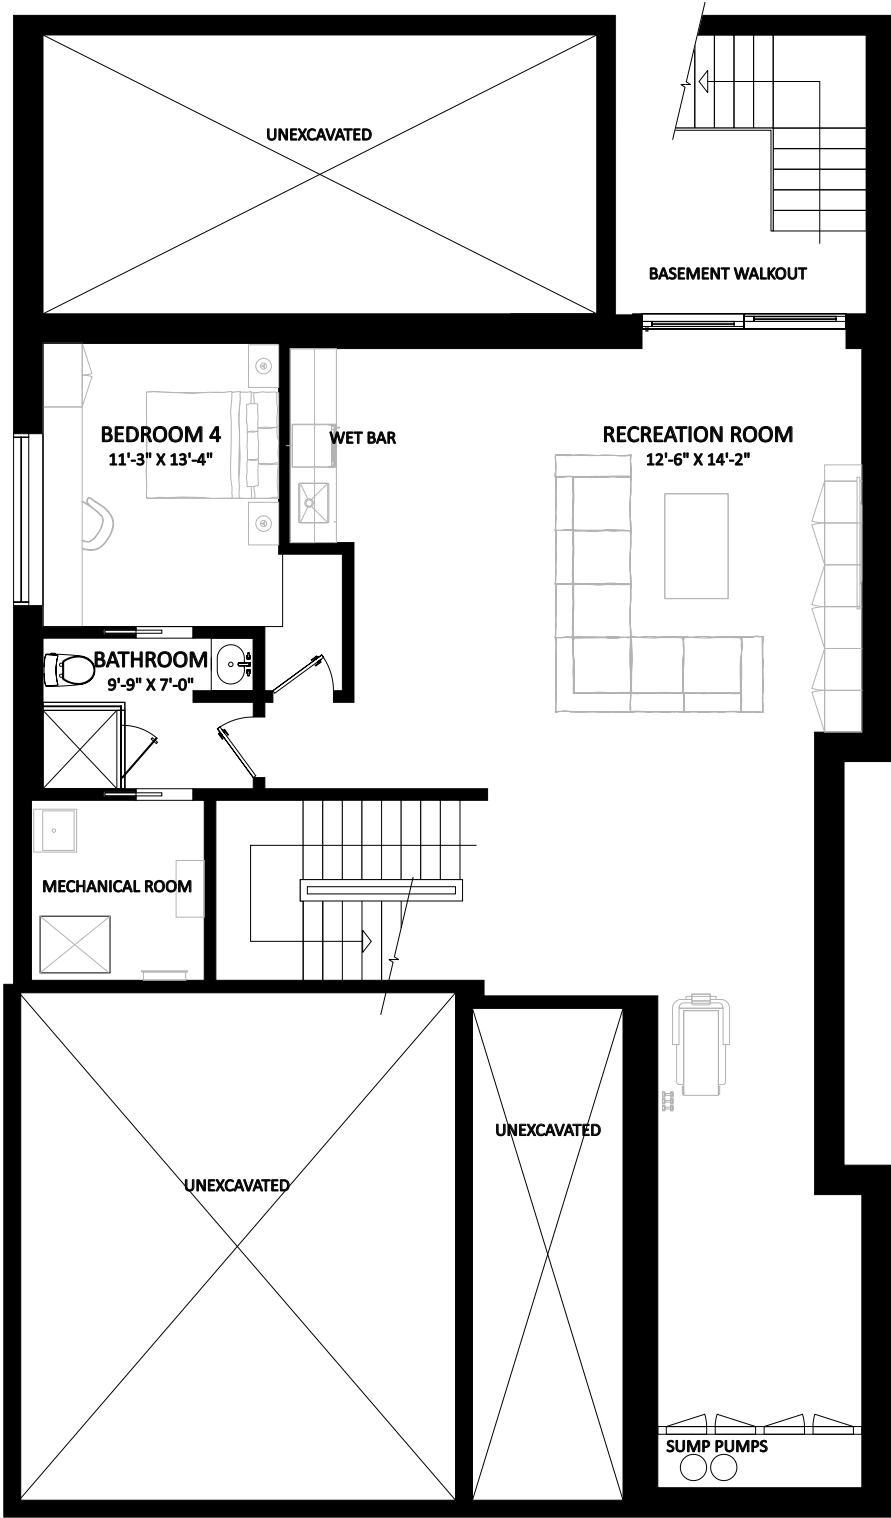 UNEXCAVATED
BASEMENT WALKOUT
BEDROOM 4
11'-3" X 13'-4"
WET BAR
RECREATION ROOM
12'-6" X 14'-2"
BATHROOM
9'-9" X 7'-0"
MECHANICAL ROOM
UNEXCAVATED
UNEXCAVATED
SUMP PUMPS